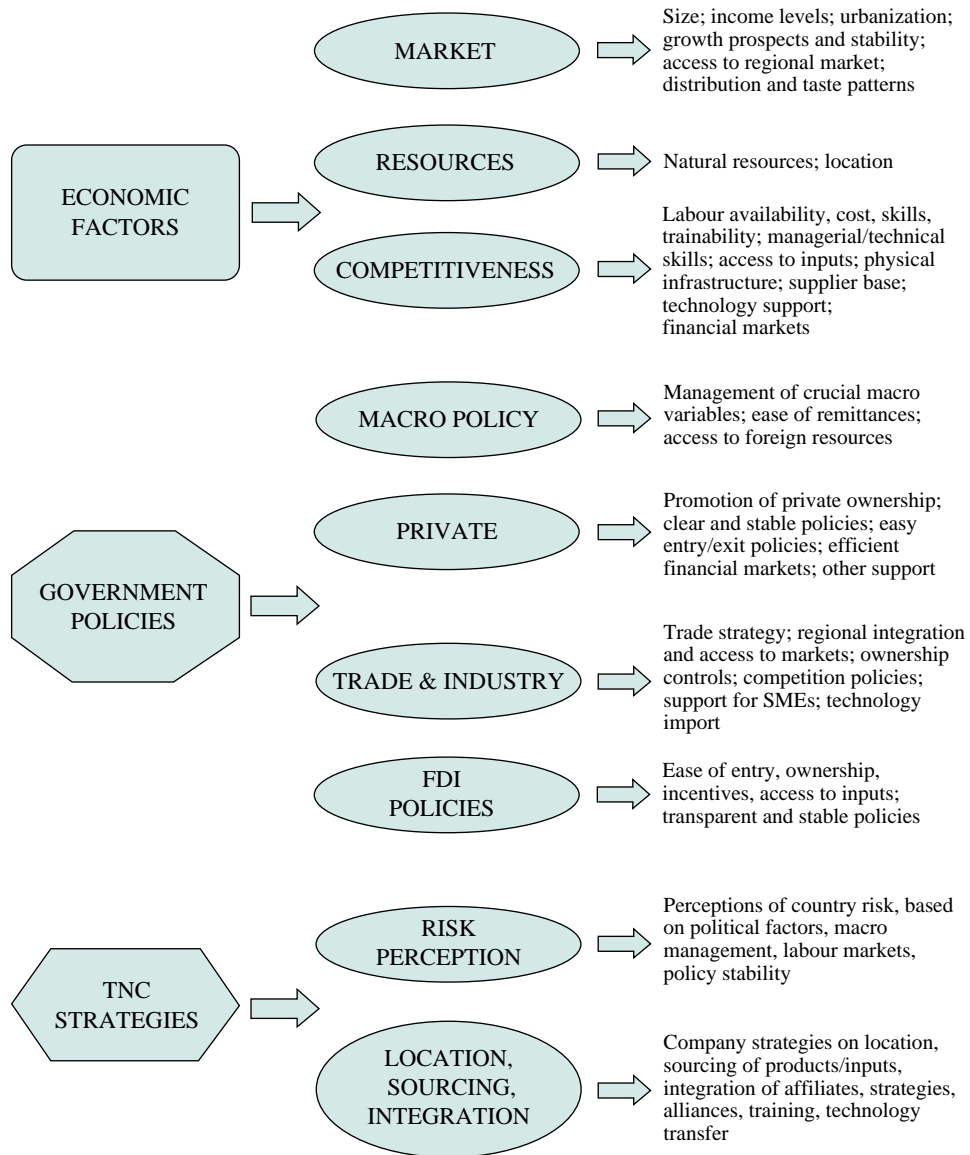 MARKET
Size; income levels; urbanization;
growth prospects and stability;
access to regional market;
distribution and taste patterns
ECONOMIC
FACTORS
RESOURCES
Natural resources; location
COMPETITIVENESS
Labour availability, cost, skills,
trainability; managerial/technical
skills; access to inputs; physical
infrastructure; supplier base;
technology support;
financial markets
MACRO POLICY
Management of crucial macro
variables; ease of remittances;
access to foreign resources
GOVERNMENT
POLICIES
PRIVATE
Promotion of private ownership;
clear and stable policies; easy
entry/exit policies; efficient
financial markets; other support
TRADE & INDUSTRY
Trade strategy; regional integration
and access to markets; ownership
controls; competition policies;
support for SMEs; technology
import
FDI
POLICIES
Ease of entry, ownership,
incentives, access to inputs;
transparent and stable policies
TNC
STRATEGIES
RISK
PERCEPTION
Perceptions of country risk, based
on political factors, macro
management, labour markets,
policy stability
LOCATION,
SOURCING,
INTEGRATION
Company strategies on location,
sourcing of products/inputs,
integration of affiliates, strategies,
alliances, training, technology
transfer